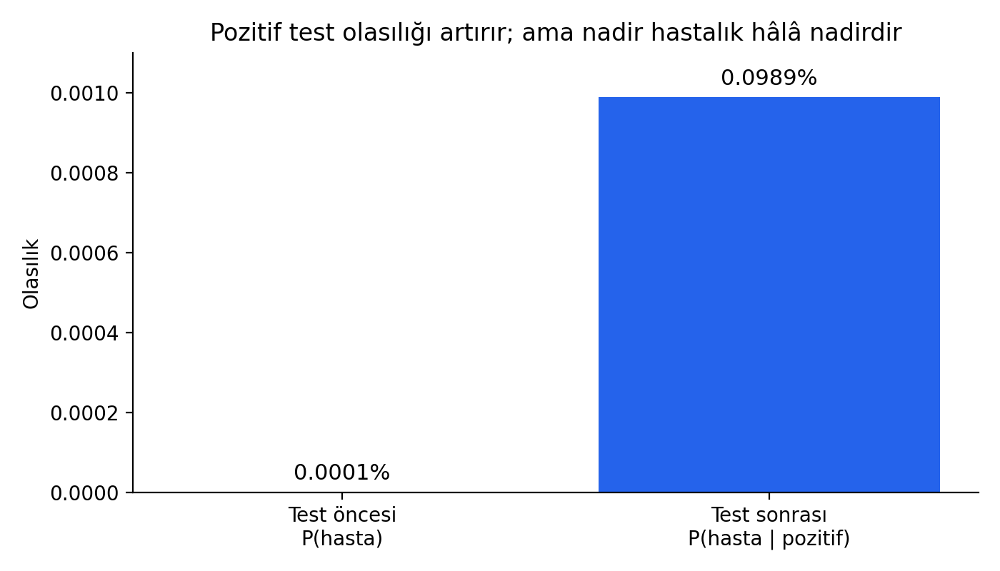 Pozitif test olasılığı artırır; ama nadir hastalık hâlâ nadirdir
0.0989%
0.0010
0.0008
0.0006
0.0004
0.0002
0.0000
Olasılık
0.0001%
Test öncesi
P(hasta)
Test sonrası
P(hasta | pozitif)